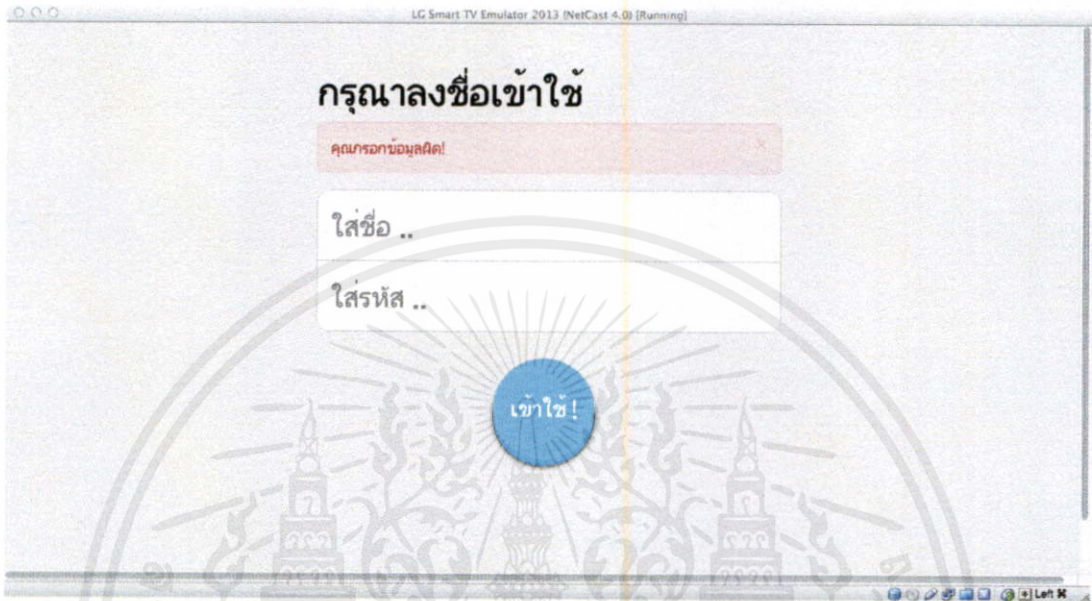 LG Smart TV Emulator 2013 (NetCast 4.0) [Running]
กรุณาลงชื่อเข้าใช้
คุณกรอกข้อมูลผิด!
×
ใส่ชื่อ ..
ใส่รหัส ..
เข้าใช้ !
Left ⌘